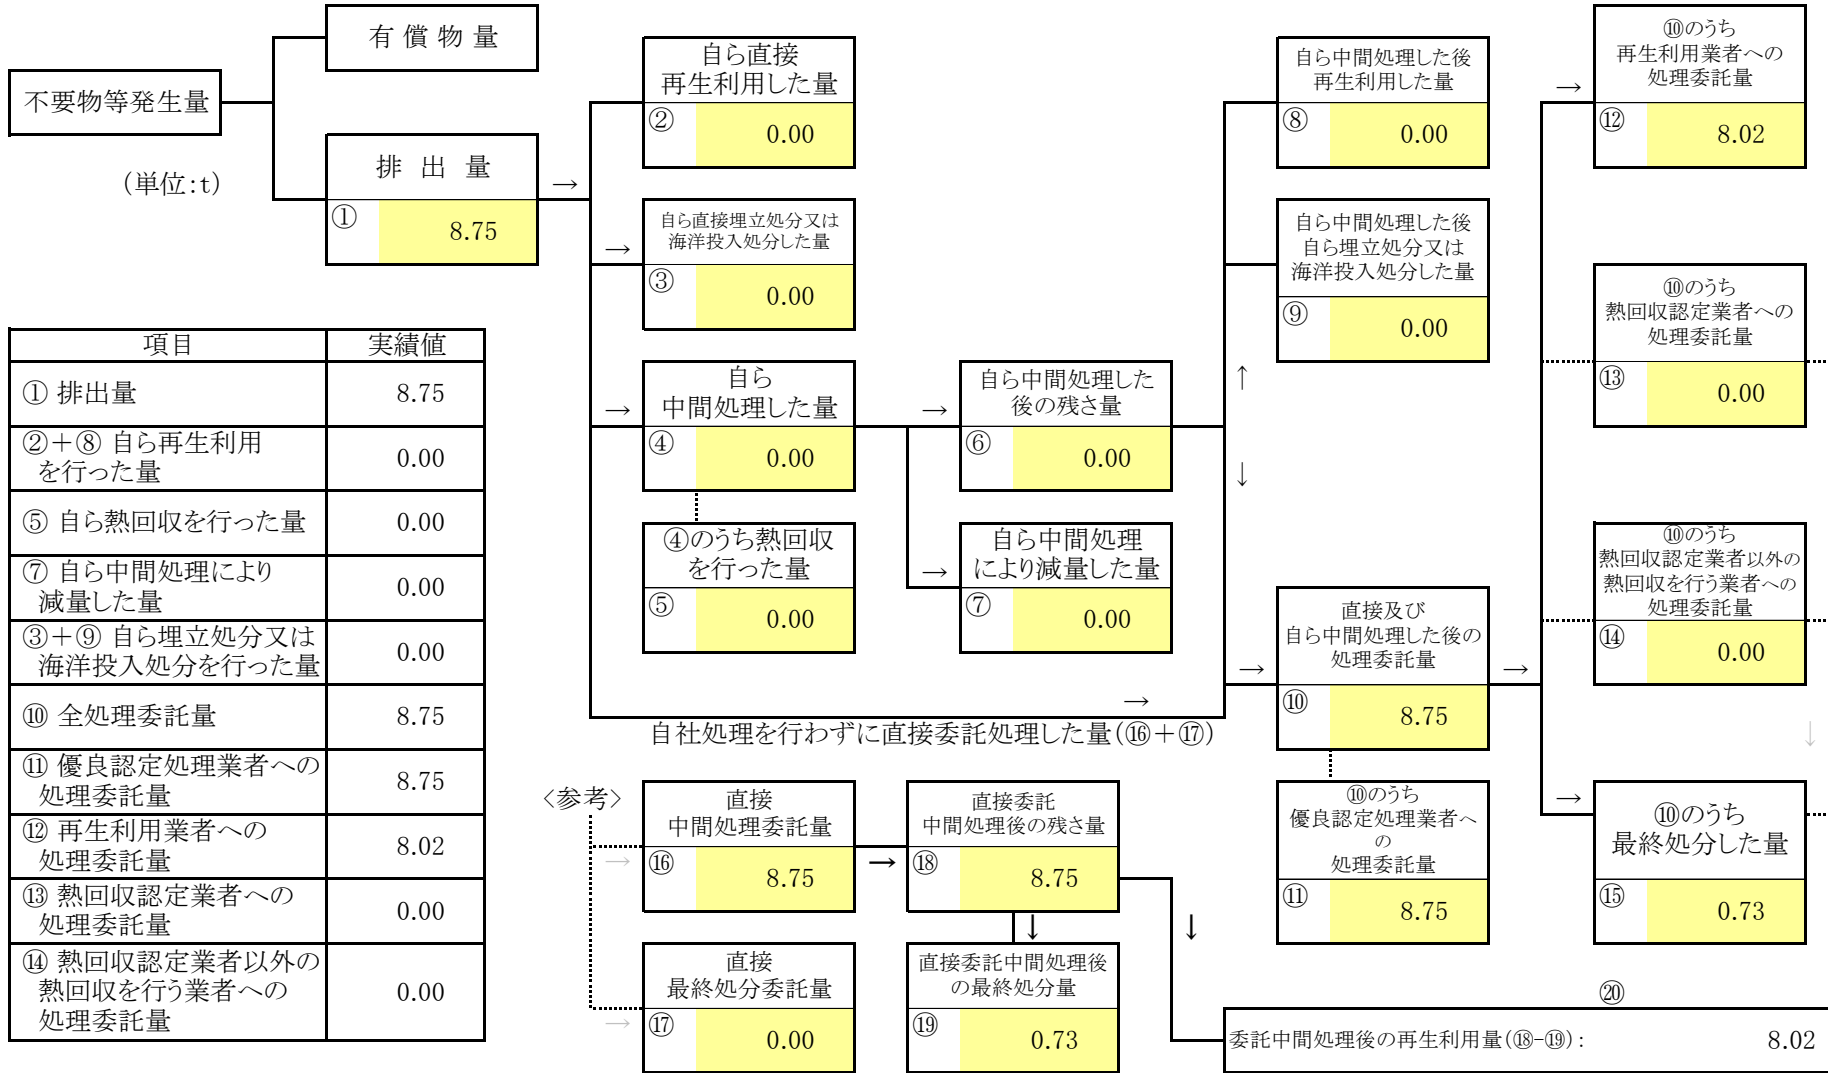 不要物等発生量
(単位:t)
有 償 物 量
排 出 量
→
① 8.75
自ら直接
再生利用した量
② 0.00
→
自ら直接埋立処分又は
海洋投入処分した量
③ 0.00
→
自ら
中間処理した量
④ 0.00
④のうち熱回収
を行った量
⑤ 0.00
→
自ら中間処理した
後の残さ量
⑥ 0.00
→
自ら中間処理
により減量した量
⑦ 0.00
↑
↓
自ら中間処理した後
再生利用した量
⑧ 0.00
自ら中間処理した後
自ら埋立処分又は
海洋投入処分した量
⑨ 0.00
→
自社処理を行わずに直接委託処理した量(⑯+⑰)
→
直接及び
自ら中間処理した後の
処理委託量
⑩ 8.75
→
⑩のうち
優良認定処理業者へ
の
処理委託量
⑪ 8.75
→
⑩のうち
再生利用業者への
処理委託量
⑫ 8.02
⑩のうち
熱回収認定業者への
処理委託量
⑬ 0.00
⑩のうち
熱回収認定業者以外の
熱回収を行う業者への
処理委託量
⑭ 0.00
↓
→
⑩のうち
最終処分した量
⑮ 0.73
項目 実績値
① 排出量 8.75
②+⑧ 自ら再生利用
を行った量 0.00
⑤ 自ら熱回収を行った量 0.00
⑦ 自ら中間処理により
減量した量 0.00
③+⑨ 自ら埋立処分又は
海洋投入処分を行った量 0.00
⑩ 全処理委託量 8.75
⑪ 優良認定処理業者への
処理委託量 8.75
⑫ 再生利用業者への
処理委託量 8.02
⑬ 熱回収認定業者への
処理委託量 0.00
⑭ 熱回収認定業者以外の
熱回収を行う業者への
処理委託量 0.00
<参考>
→
直接
中間処理委託量
⑯ 8.75
→
直接
最終処分委託量
⑰ 0.00
→
直接委託
中間処理後の残さ量
⑱ 8.75
↓
直接委託中間処理後
の最終処分量
⑲ 0.73
↓
⑳
委託中間処理後の再生利用量(⑱-⑲): 8.02